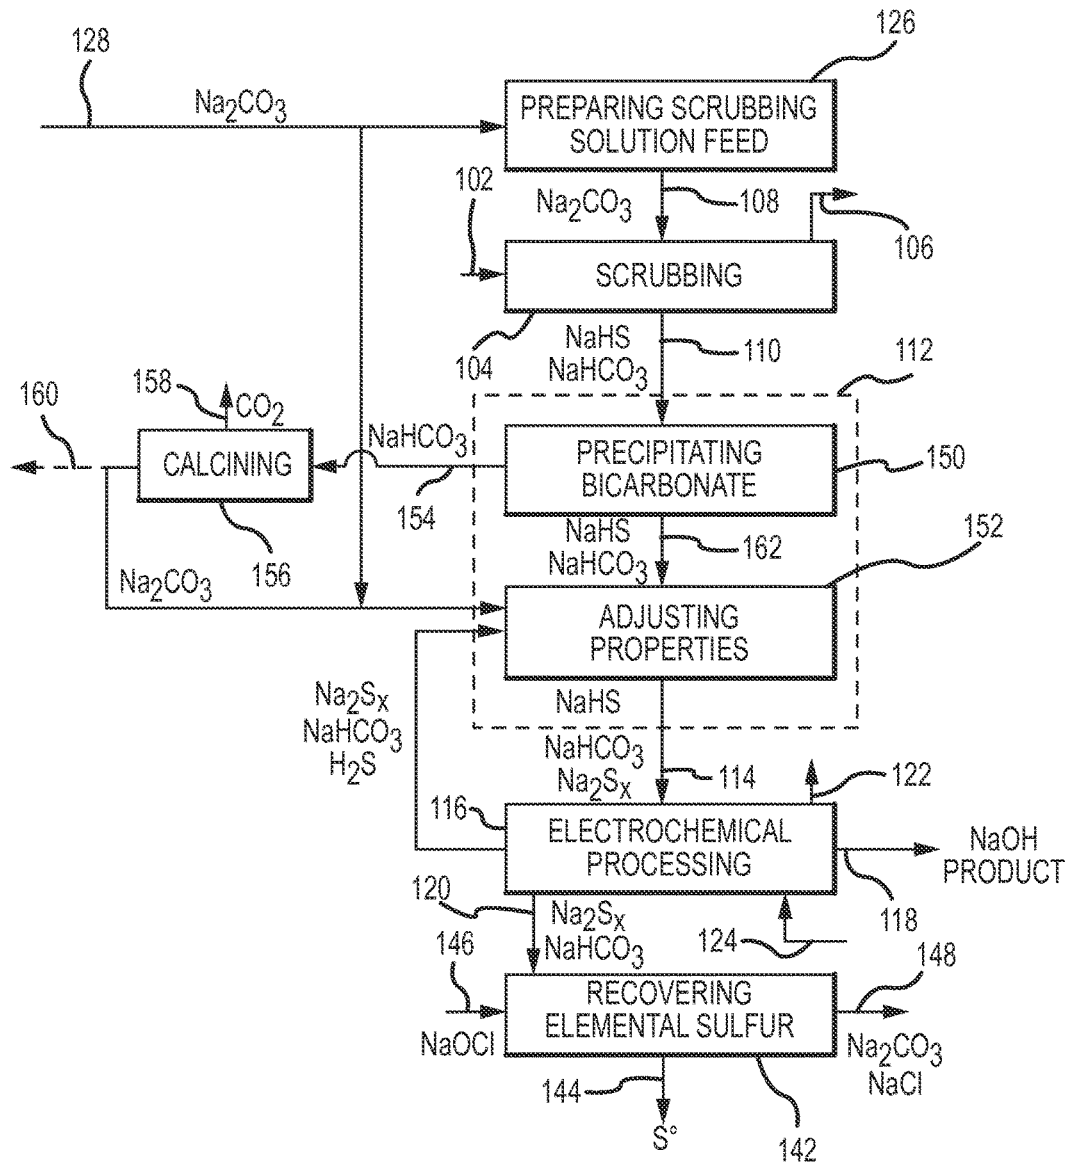 128
126
Na2CO3
PREPARING SCRUBBING
SOLUTION FEED
102
Na2CO3
108
106
SCRUBBING
104
NaHS
NaHCO3
110
112
160
158
CO2
CALCINING
NaHCO3
PRECIPITATING
BICARBONATE
150
154
156
NaHS
NaHCO3
162
152
Na2CO3
ADJUSTING
PROPERTIES
Na2Sx
NaHCO3
H2S
NaHS
NaHCO3
Na2Sx
114
122
116
ELECTROCHEMICAL
PROCESSING
NaOH
PRODUCT
118
120
Na2Sx
NaHCO3
124
146
148
RECOVERING
ELEMENTAL SULFUR
NaOCl
Na2CO3
NaCl
144
S°
142